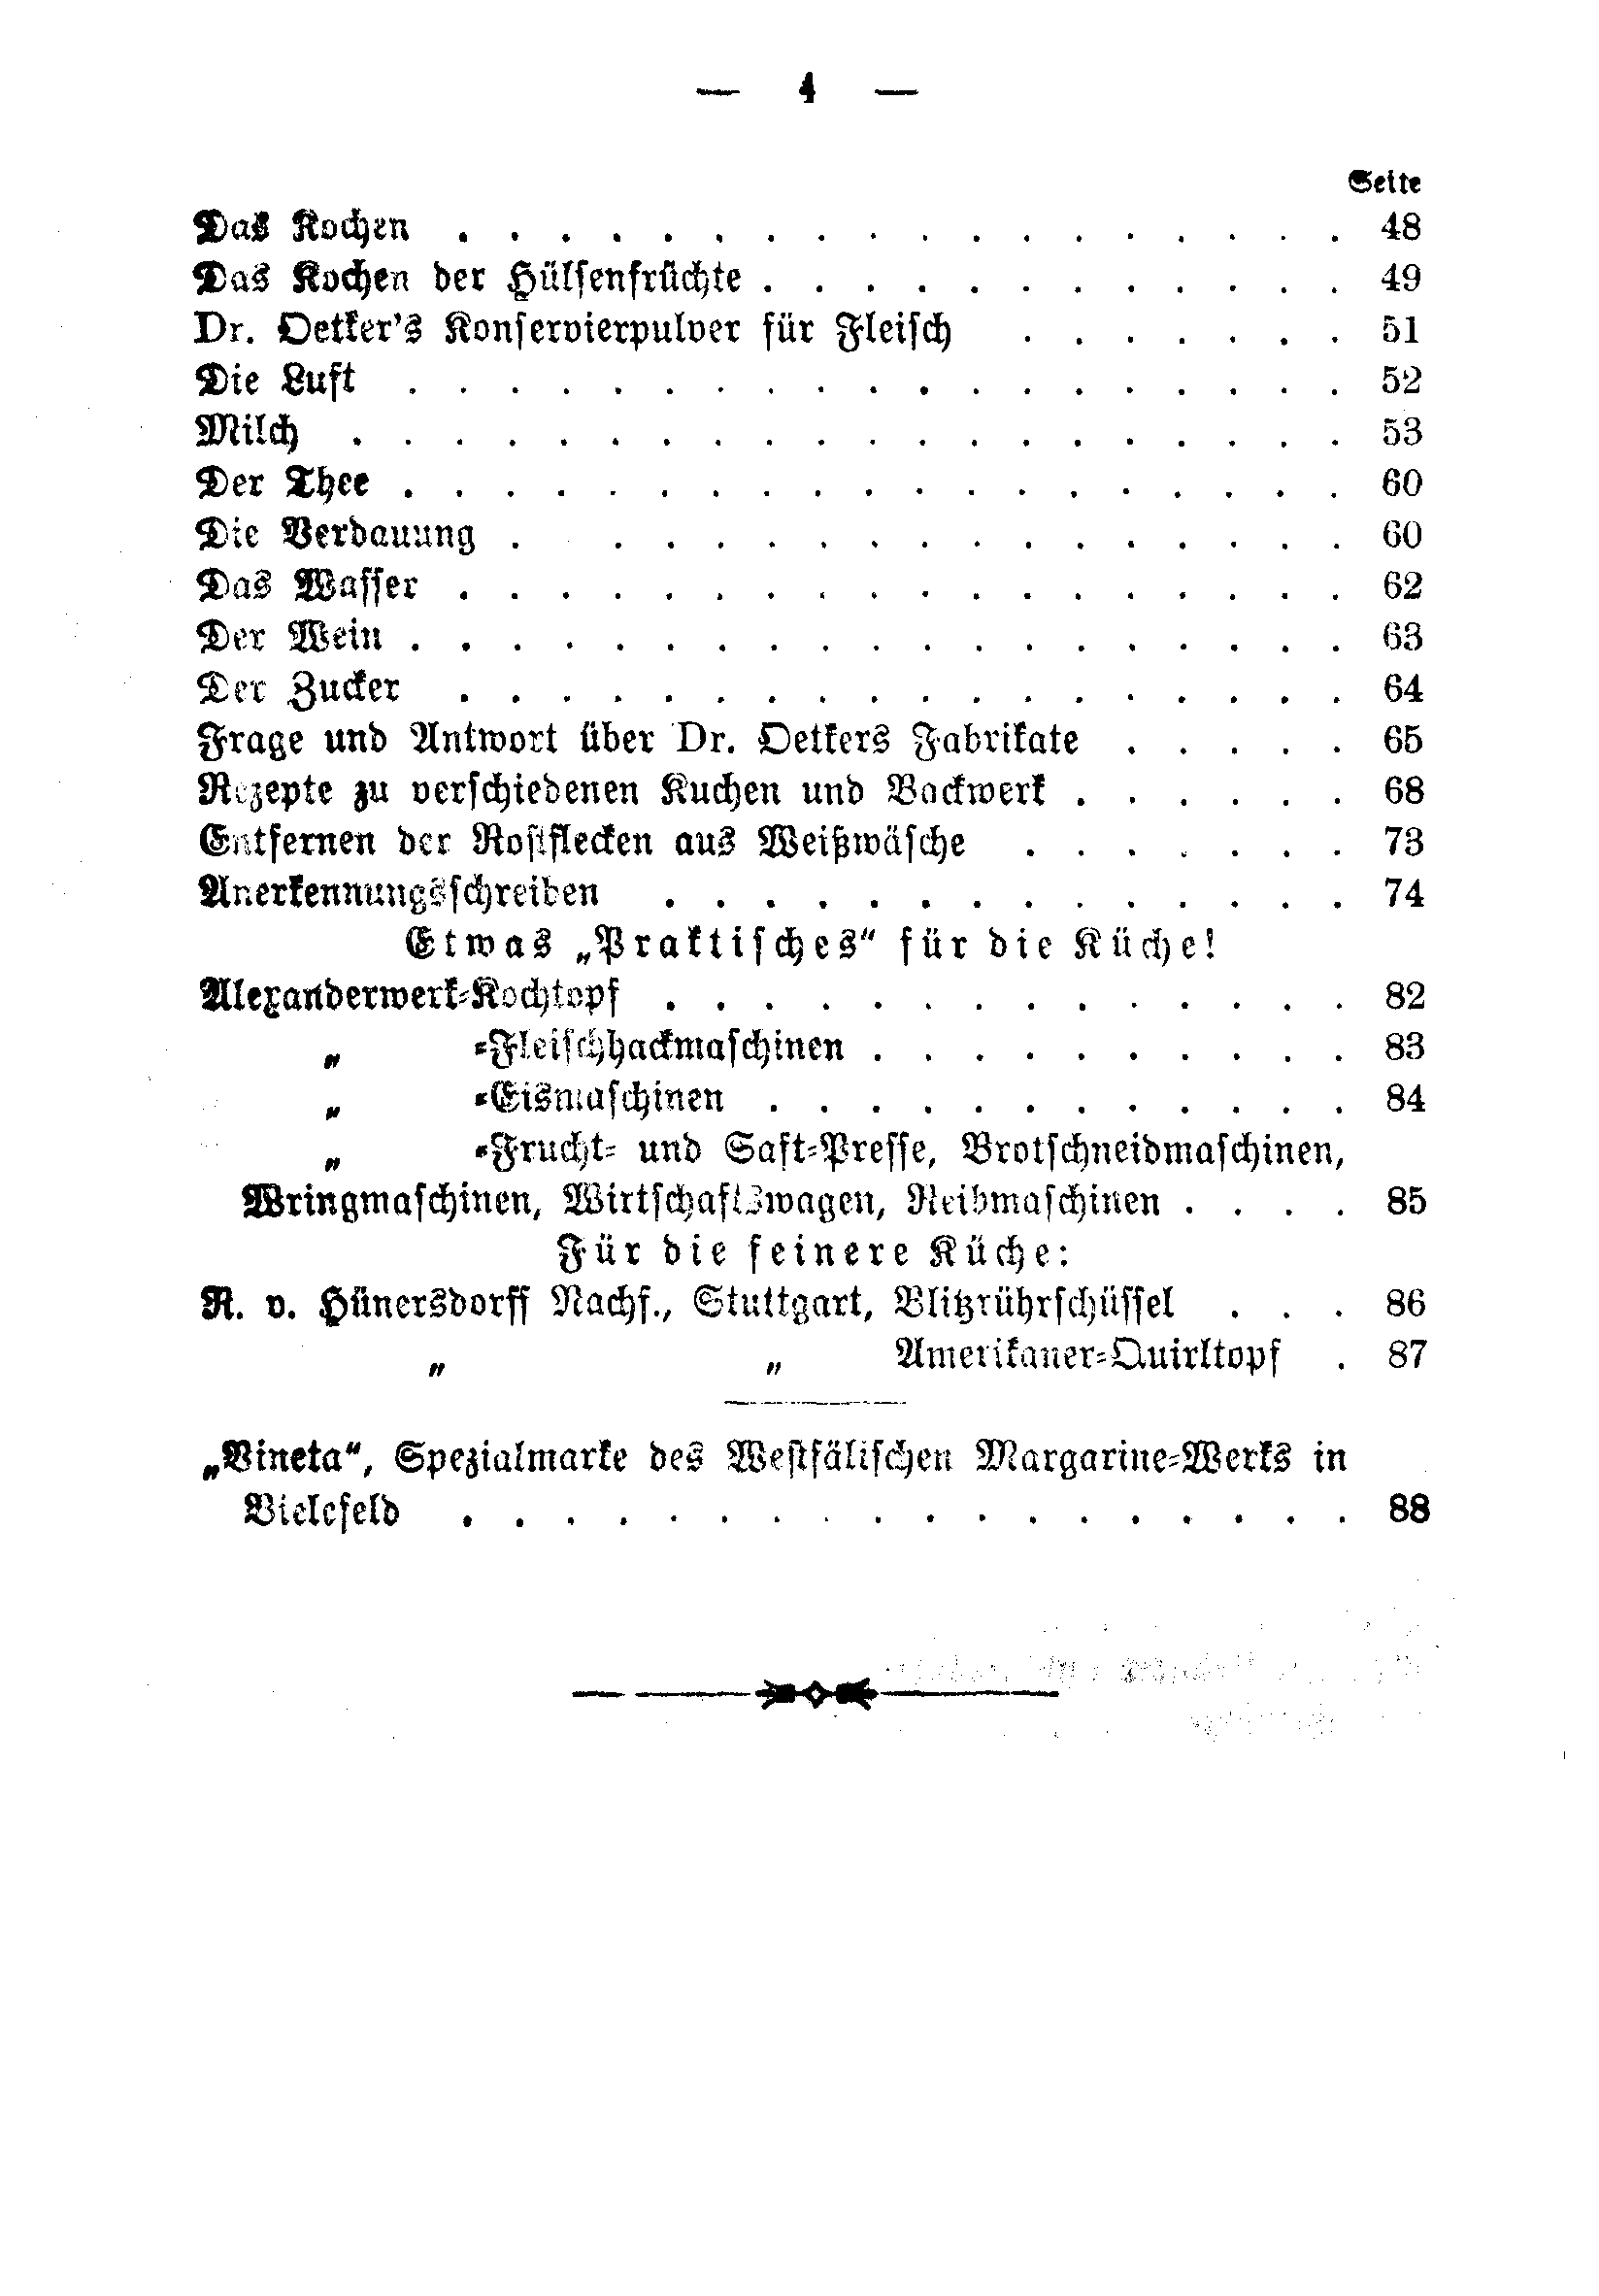 — 4 —
Seite
Das Kochen . . . . . . . . . . . . . . . . . . 48
Das Kochen der Hülsenfrüchte . . . . . . . . . . . . 49
Dr. Oetker's Konservierpulver für Fleisch . . . . . . . 51
Die Luft . . . . . . . . . . . . . . . . . . . 52
Milch . . . . . . . . . . . . . . . . . . . . 53
Der Thee . . . . . . . . . . . . . . . . . . . 60
Die Verdauung . . . . . . . . . . . . . . . . 60
Das Wasser . . . . . . . . . . . . . . . . . . 62
Der Wein . . . . . . . . . . . . . . . . . . . 63
Der Zucker . . . . . . . . . . . . . . . . . . 64
Frage und Antwort über Dr. Oetkers Fabrikate . . . . . 65
Rezepte zu verschiedenen Kuchen und Backwerk . . . . . . 68
Entfernen der Rostflecken aus Weißwäsche . . . . . . . 73
Anerkennungsschreiben . . . . . . . . . . . . . . 74
Etwas „Praktisches“ für die Küche!
Alexanderwerk-Kochtopf . . . . . . . . . . . . . . 82
„ -Fleischhackmaschinen . . . . . . . . . . 83
„ -Eismaschinen . . . . . . . . . . . . 84
„ -Frucht- und Saft-Presse, Brotschneidmaschinen,
Wringmaschinen, Wirtschaftswagen, Reibmaschinen . . . . 85
Für die feinere Küche:
R. v. Hünersdorff Nachf., Stuttgart, Blitzrührschüssel . . . 86
„ „ Amerikaner-Quirltopf . 87
„Vineta“, Spezialmarke des Westfälischen Margarine-Werks in
Bielefeld . . . . . . . . . . . . . . . . . . 88